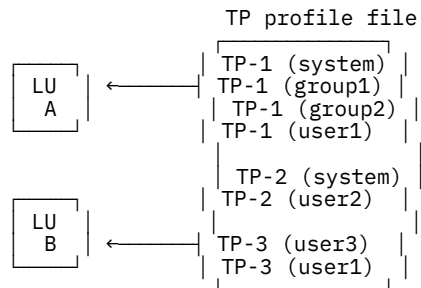 TP profile file
TP-1 (system)
LU
TP-1 (group1)
A
TP-1 (group2)
TP-1 (user1)
TP-2 (system)
TP-2 (user2)
LU
B
TP-3 (user3)
TP-3 (user1)